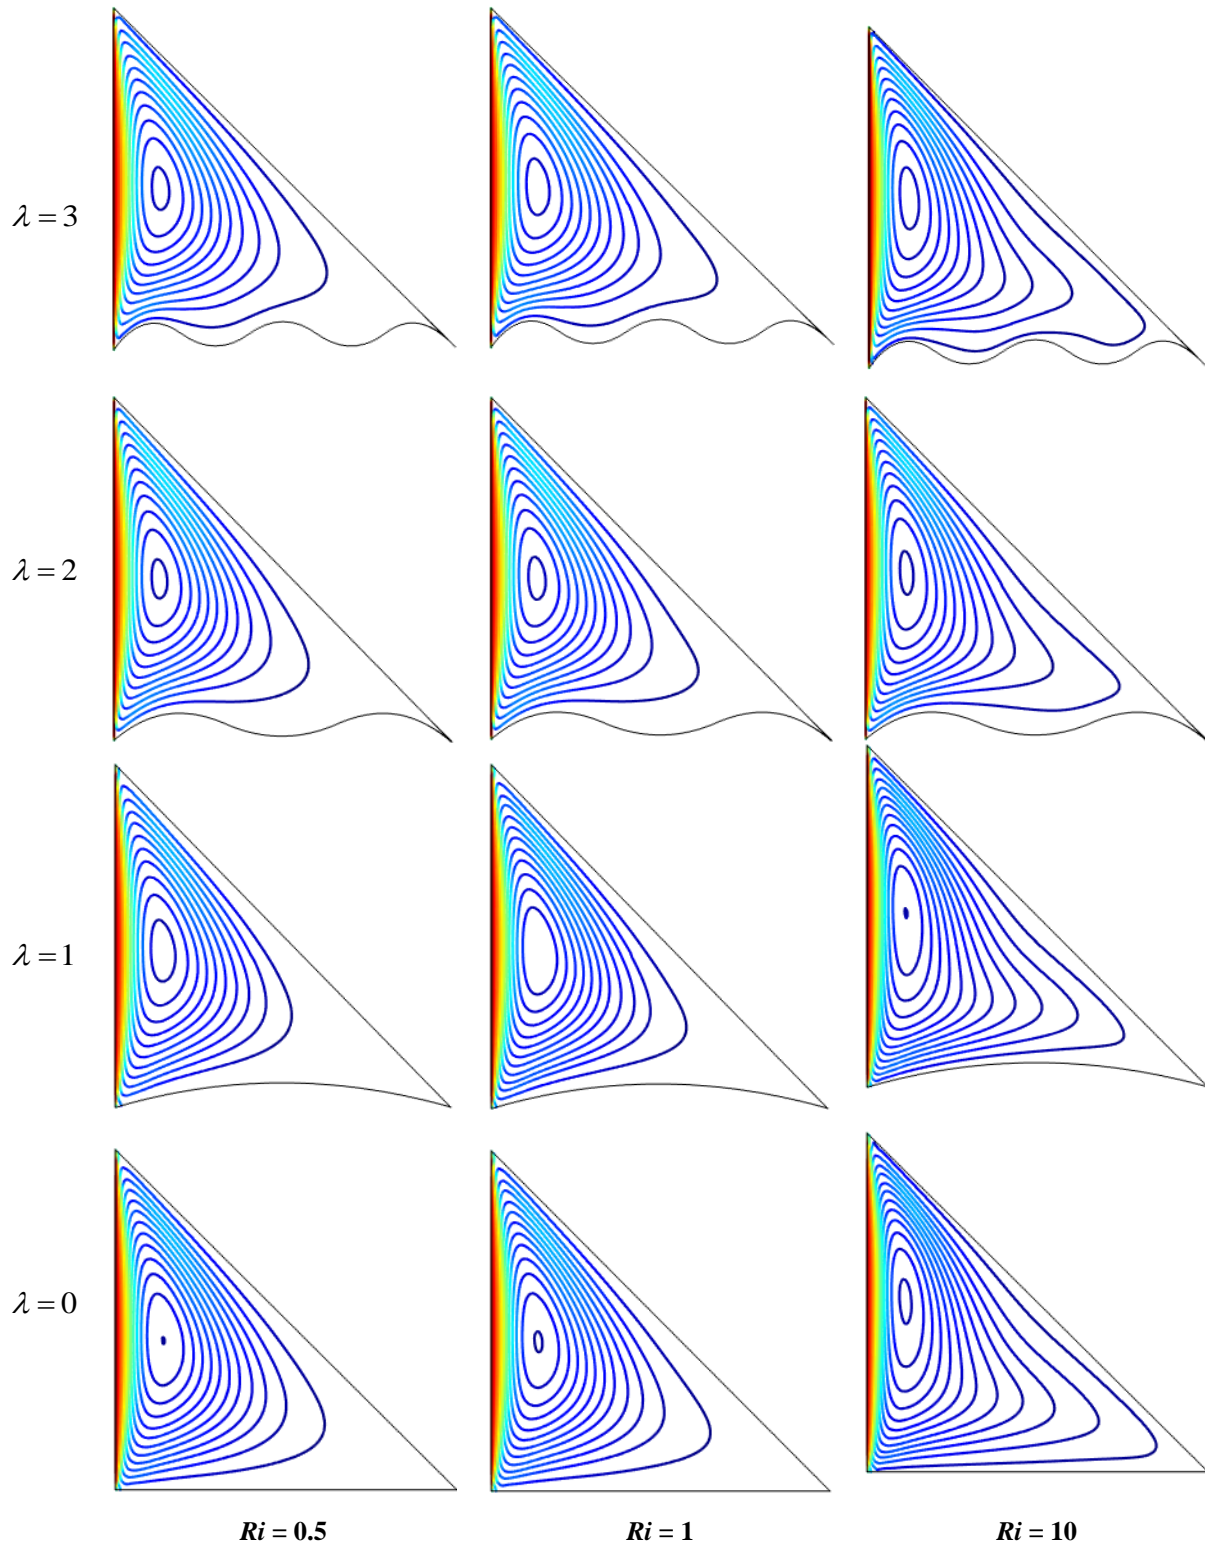 λ = 3
λ = 2
λ = 1
λ = 0
Ri = 0.5
Ri = 1
Ri = 10